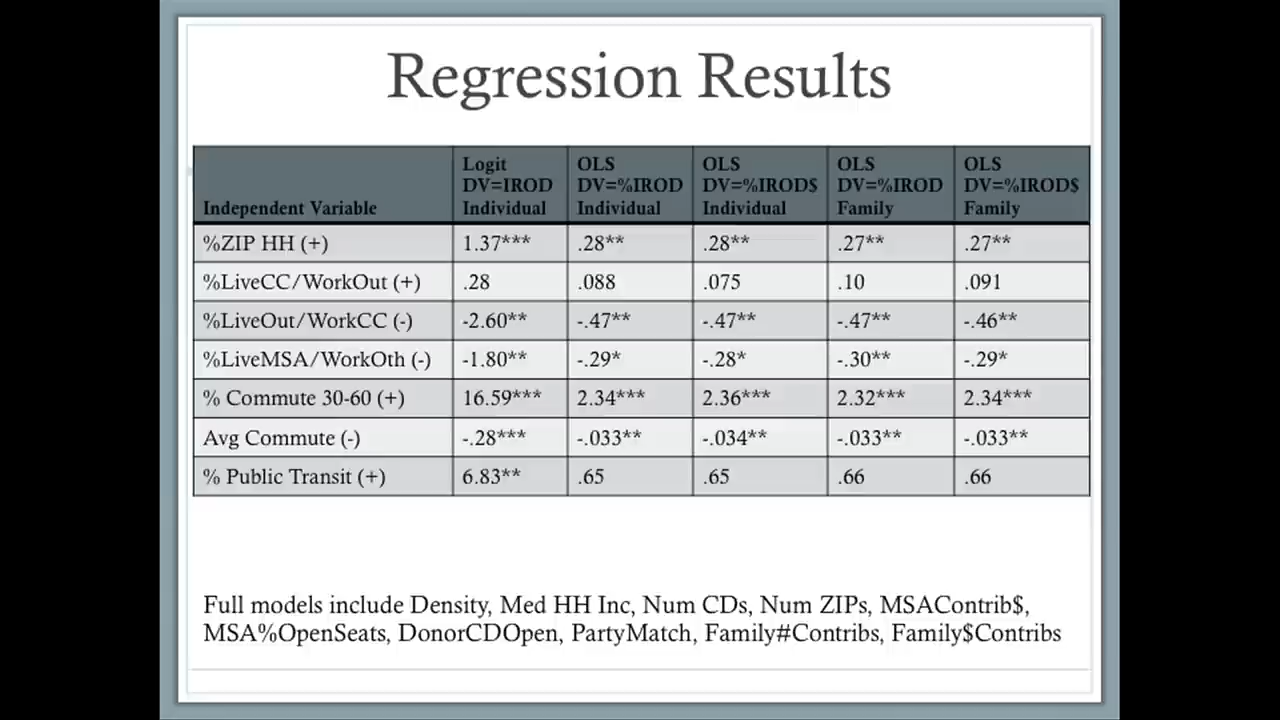 Regression Results
Independent Variable | Logit DV=IROD Individual | OLS DV=%IROD Individual | OLS DV=%IROD$ Individual | OLS DV=%IROD Family | OLS DV=%IROD$ Family
%ZIP HH (+) | 1.37*** | .28** | .28** | .27** | .27**
%LiveCC/WorkOut (+) | .28 | .088 | .075 | .10 | .091
%LiveOut/WorkCC (-) | -2.60** | -.47** | -.47** | -.47** | -.46**
%LiveMSA/WorkOth (-) | -1.80** | -.29* | -.28* | -.30** | -.29*
% Commute 30-60 (+) | 16.59*** | 2.34*** | 2.36*** | 2.32*** | 2.34***
Avg Commute (-) | -.28*** | -.033** | -.034** | -.033** | -.033**
% Public Transit (+) | 6.83** | .65 | .65 | .66 | .66
Full models include Density, Med HH Inc, Num CDs, Num ZIPs, MSAContrib$,
MSA%OpenSeats, DonorCDOpen, PartyMatch, Family#Contribs, Family$Contribs